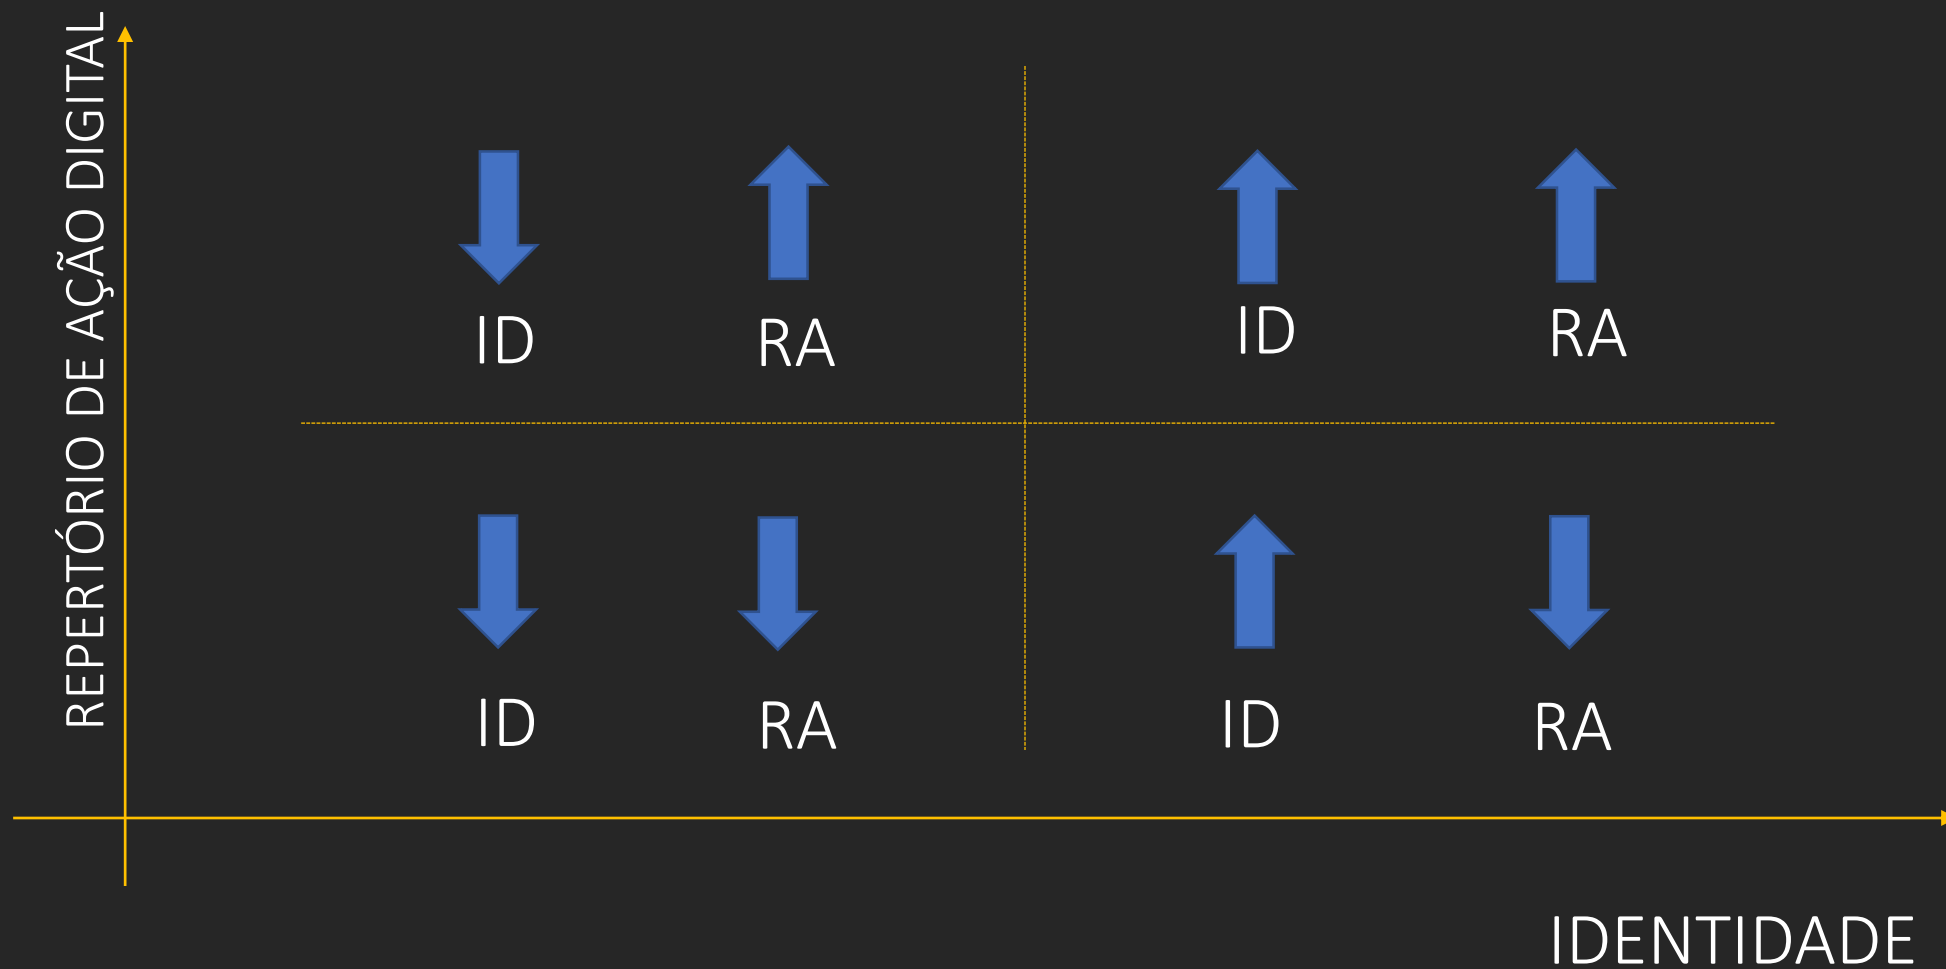 REPERTÓRIO DE AÇÃO DIGITAL
ID RA ID RA
ID RA ID RA
IDENTIDADE